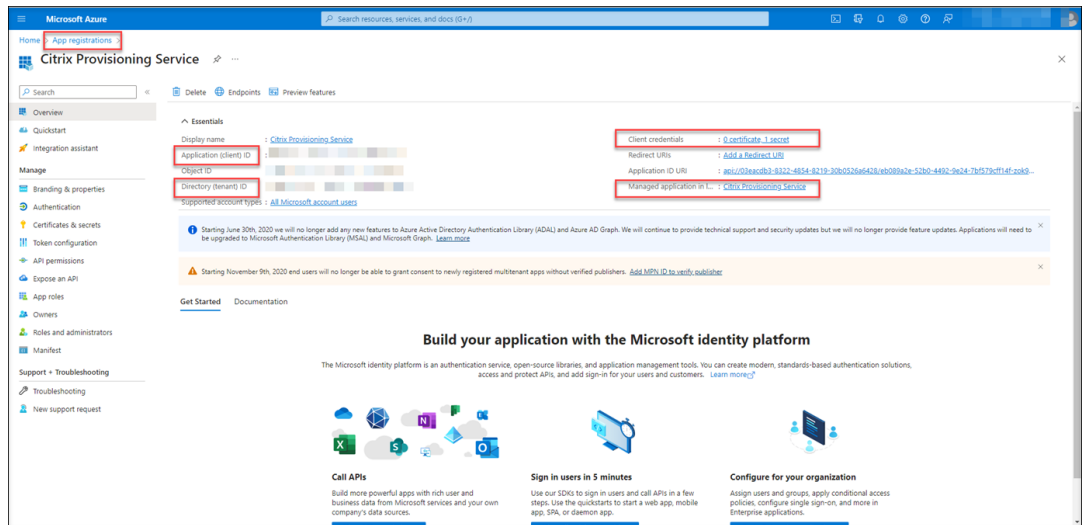 Microsoft Azure
Search resources, services, and docs (G+/)
Home > App registrations >
Citrix Provisioning Service
Search
Delete
Endpoints
Preview features
Overview
Quickstart
Integration assistant
Manage
Branding & properties
Authentication
Certificates & secrets
Token configuration
API permissions
Expose an API
App roles
Owners
Roles and administrators
Manifest
Support + Troubleshooting
Troubleshooting
New support request
Essentials
Display name : Citrix Provisioning Service
Application (client) ID :
Object ID
Directory (tenant) ID
Supported account types : All Microsoft account users
Client credentials : 0 certificate, 1 secret
Redirect URIs : Add a Redirect URI
Application ID URI : api://03eacdb3-8322-4854-8219-30b0526a6428/eb089a2e-52b0-4492-9e24-7bf579cff14f-zok9...
Managed application in l... : Citrix Provisioning Service
Starting June 30th, 2020 we will no longer add any new features to Azure Active Directory Authentication Library (ADAL) and Azure AD Graph. We will continue to provide technical support and security updates but we will no longer provide feature updates. Applications will need to
be upgraded to Microsoft Authentication Library (MSAL) and Microsoft Graph. Learn more
Starting November 9th, 2020 end users will no longer be able to grant consent to newly registered multitenant apps without verified publishers. Add MPN ID to verify publisher
Get Started
Documentation
Build your application with the Microsoft identity platform
The Microsoft identity platform is an authentication service, open-source libraries, and application management tools. You can create modern, standards-based authentication solutions,
access and protect APIs, and add sign-in for your users and customers. Learn more
Call APIs
Build more powerful apps with rich user and
business data from Microsoft services and your own
company's data sources.
Sign in users in 5 minutes
Use our SDKs to sign in users and call APIs in a few
steps. Use the quickstarts to start a web app, mobile
app, SPA, or daemon app.
Configure for your organization
Assign users and groups, apply conditional access
policies, configure single sign-on, and more in
Enterprise applications.